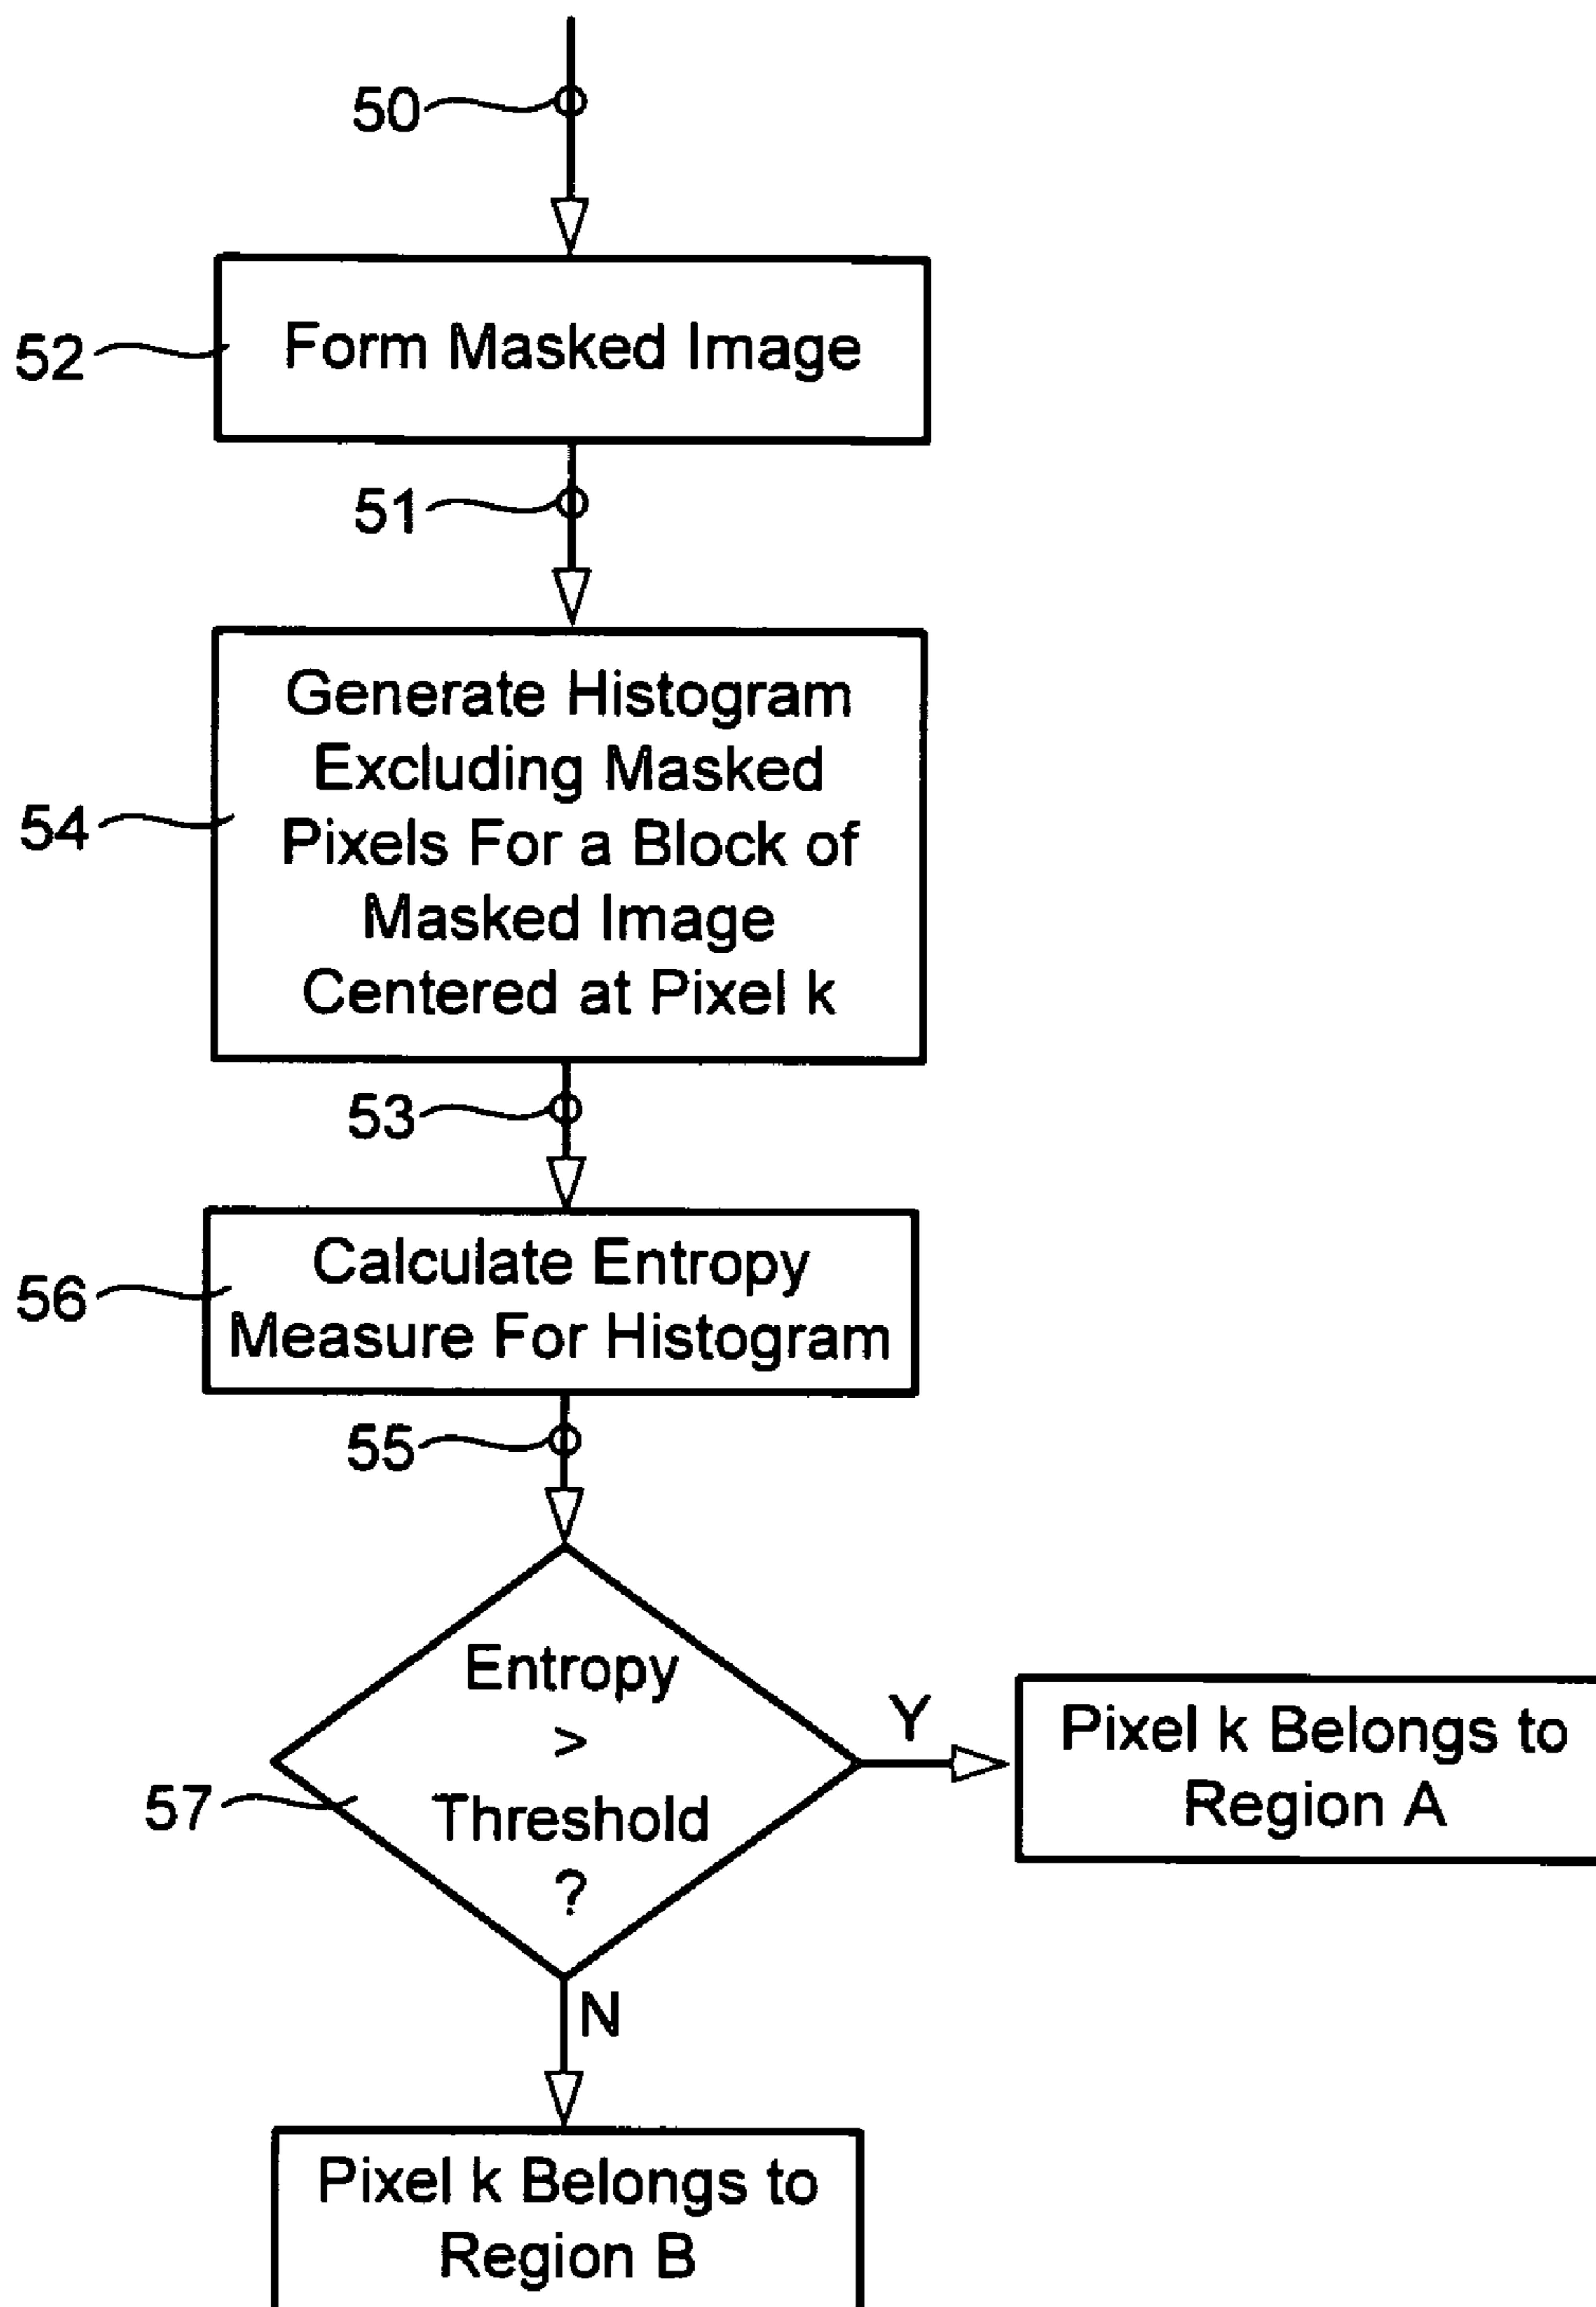 50
52
Form Masked Image
51
54
Generate Histogram
Excluding Masked
Pixels For a Block of
Masked Image
Centered at Pixel k
53
56
Calculate Entropy
Measure For Histogram
55
57
Entropy
>
Threshold
?
Y
Pixel k Belongs to
Region A
N
Pixel k Belongs to
Region B